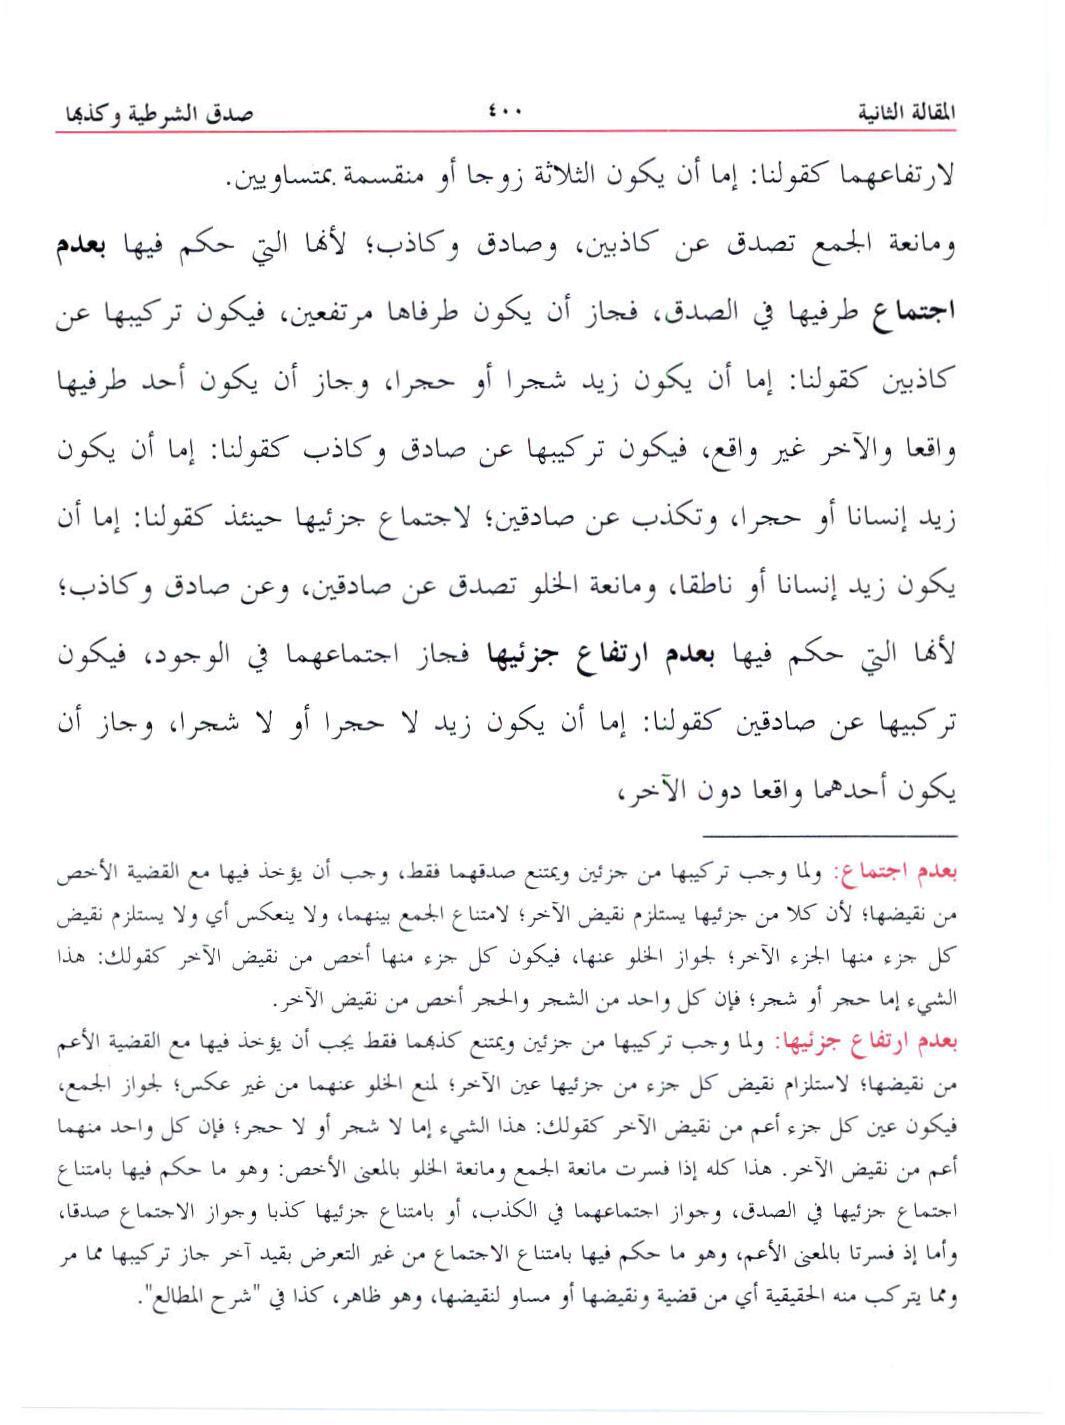 المقالة الثانية ٤٠٠ صدق الشرطية وكذبها
لارتفاعهما كقولنا: إما أن يكون الثلاثة زوجا أو منقسمة بمتساويين.
ومانعة الجمع تصدق عن كاذبين، وصادق وكاذب؛ لأنها التي حكم فيها بعدم
اجتماع طرفيها في الصدق، فجاز أن يكون طرفاها مرتفعين، فيكون تركيبها عن
كاذبين كقولنا: إما أن يكون زيد شجرا أو حجرا، وجاز أن يكون أحد طرفيها
واقعا والآخر غير واقع، فيكون تركيبها عن صادق وكاذب كقولنا: إما أن يكون
زيد إنسانا أو حجرا، وتكذب عن صادقين؛ لاجتماع جزئيها حينئذ كقولنا: إما أن
يكون زيد إنسانا أو ناطقا، ومانعة الخلو تصدق عن صادقين، وعن صادق وكاذب؛
لأنها التي حكم فيها بعدم ارتفاع جزئيها فجاز اجتماعهما في الوجود، فيكون
تركبيها عن صادقين كقولنا: إما أن يكون زيد لا حجرا أو لا شجرا، وجاز أن
يكون أحدهما واقعا دون الآخر،
بعدم اجتماع: ولما وجب تركيبها من جزئين ويمتنع صدقهما فقط، وجب أن يؤخذ فيها مع القضية الأخص
من نقيضها؛ لأن كلا من جزئيها يستلزم نقيض الآخر؛ لامتناع الجمع بينهما، ولا ينعكس أي ولا يستلزم نقيض
كل جزء منها الجزء الآخر؛ لجواز الخلو عنها، فيكون كل جزء منها أخص من نقيض الآخر كقولك: هذا
الشيء إما حجر أو شجر؛ فإن كل واحد من الشجر والحجر أخص من نقيض الآخر.
بعدم ارتفاع جزئيها: ولما وجب تركيبها من جزئين ويمتنع كذبهما فقط يجب أن يؤخذ فيها مع القضية الأعم
من نقيضها؛ لاستلزام نقيض كل جزء من جزئيها عين الآخر؛ لمنع الخلو عنهما من غير عكس؛ لجواز الجمع،
فيكون عين كل جزء أعم من نقيض الآخر كقولك: هذا الشيء إما لا شجر أو لا حجر؛ فإن كل واحد منهما
أعم من نقيض الآخر. هذا كله إذا فسرت مانعة الجمع ومانعة الخلو بالمعنى الأخص: وهو ما حكم فيها بامتناع
اجتماع جزئيها في الصدق، وجواز اجتماعهما في الكذب، أو بامتناع جزئيها كذبا وجواز الاجتماع صدقا،
وأما إذ فسرتا بالمعنى الأعم، وهو ما حكم فيها بامتناع الاجتماع من غير التعرض بقيد آخر جاز تركيبها مما مر
ومما يتركب منه الحقيقية أي من قضية ونقيضها أو مساو لنقيضها، وهو ظاهر، كذا في "شرح المطالع".